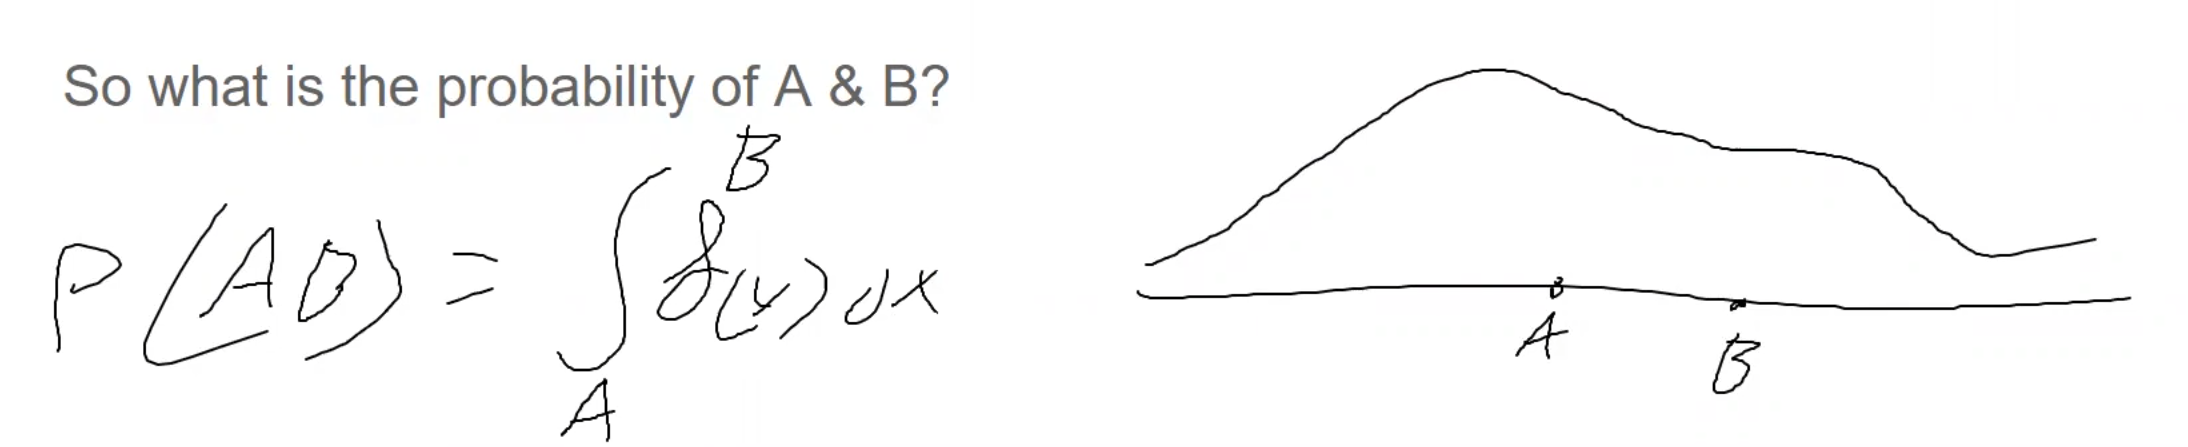 So what is the probability of A & B?
P(AB) = ∫_A^B f(x) dx
A
B